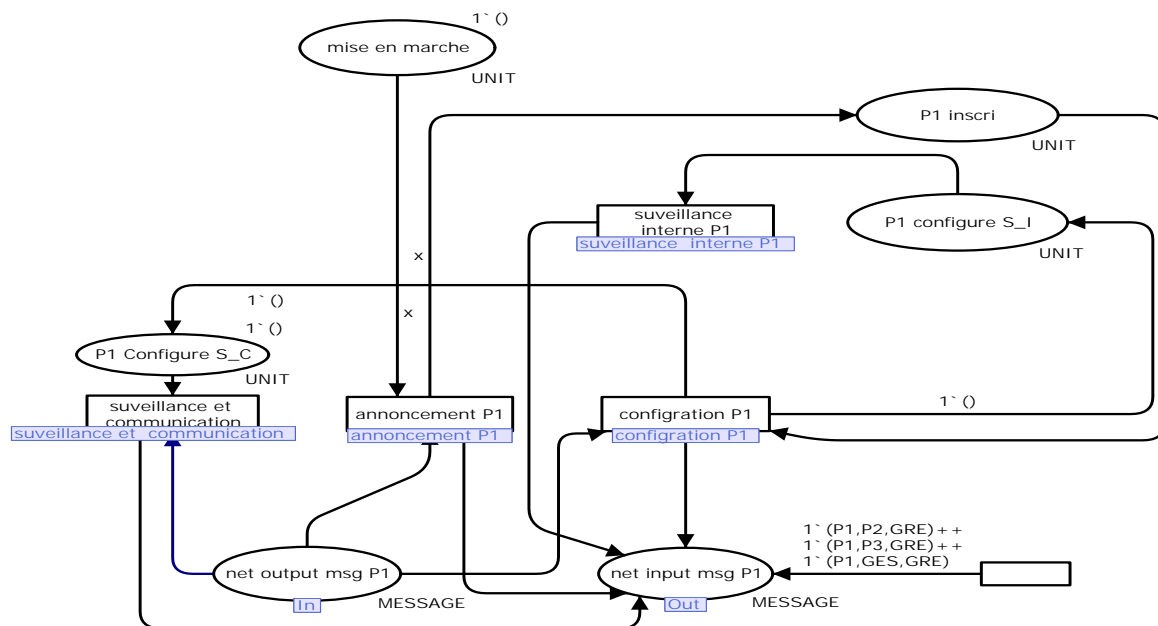 1`()
mise en marche
UNIT
P1 inscri
UNIT
suveillance
interne P1
suveillance interne P1
P1 configure S_I
UNIT
x
1`()
x
1`()
P1 Configure S_C
UNIT
suveillance et
communication
suveillance et communication
annoncement P1
annoncement P1
configration P1
configration P1
1`()
1`(P1,P2,GRE)++
1`(P1,P3,GRE)++
1`(P1,GES,GRE)
net output msg P1
In
MESSAGE
net input msg P1
Out
MESSAGE